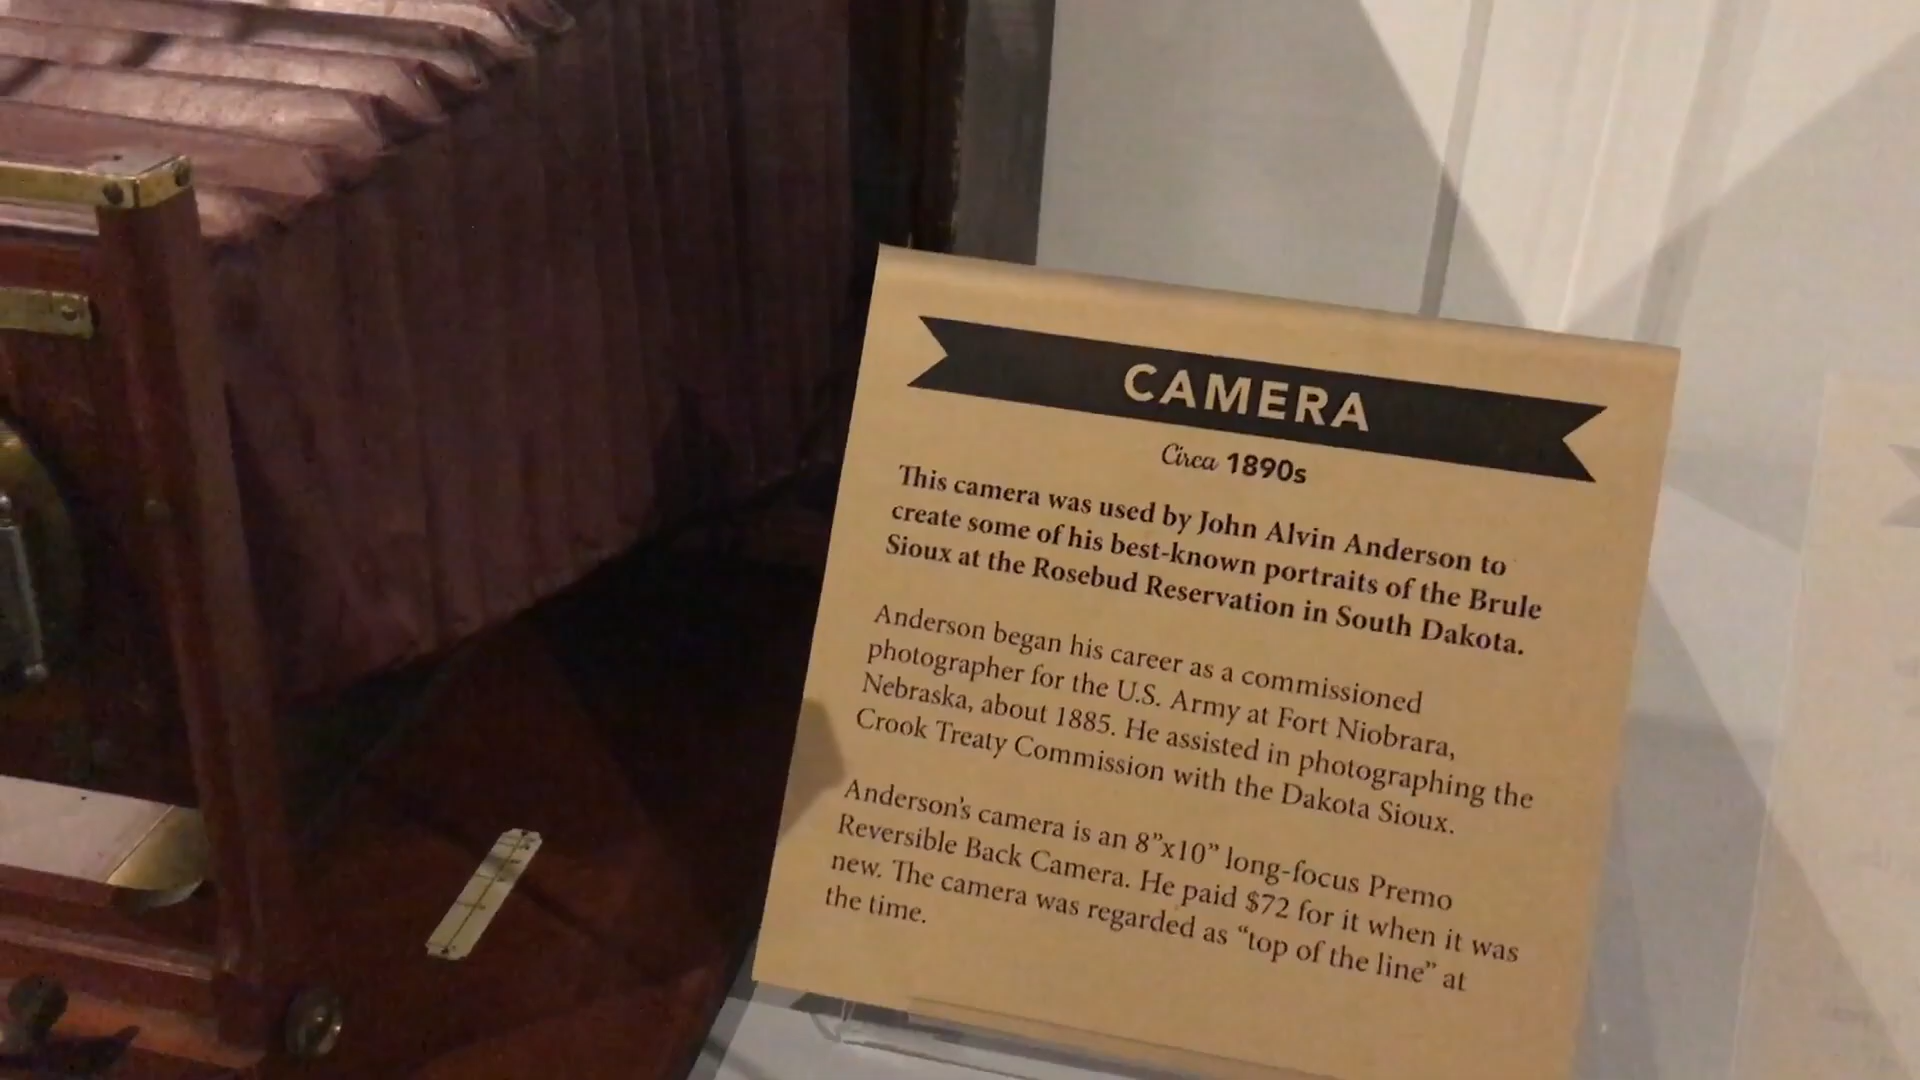 CAMERA
Circa 1890s
This camera was used by John Alvin Anderson to
create some of his best-known portraits of the Brule
Sioux at the Rosebud Reservation in South Dakota.
Anderson began his career as a commissioned
photographer for the U.S. Army at Fort Niobrara,
Nebraska, about 1885. He assisted in photographing the
Crook Treaty Commission with the Dakota Sioux.
Anderson's camera is an 8”x10” long-focus Premo
Reversible Back Camera. He paid $72 for it when it was
new. The camera was regarded as “top of the line” at
the time.